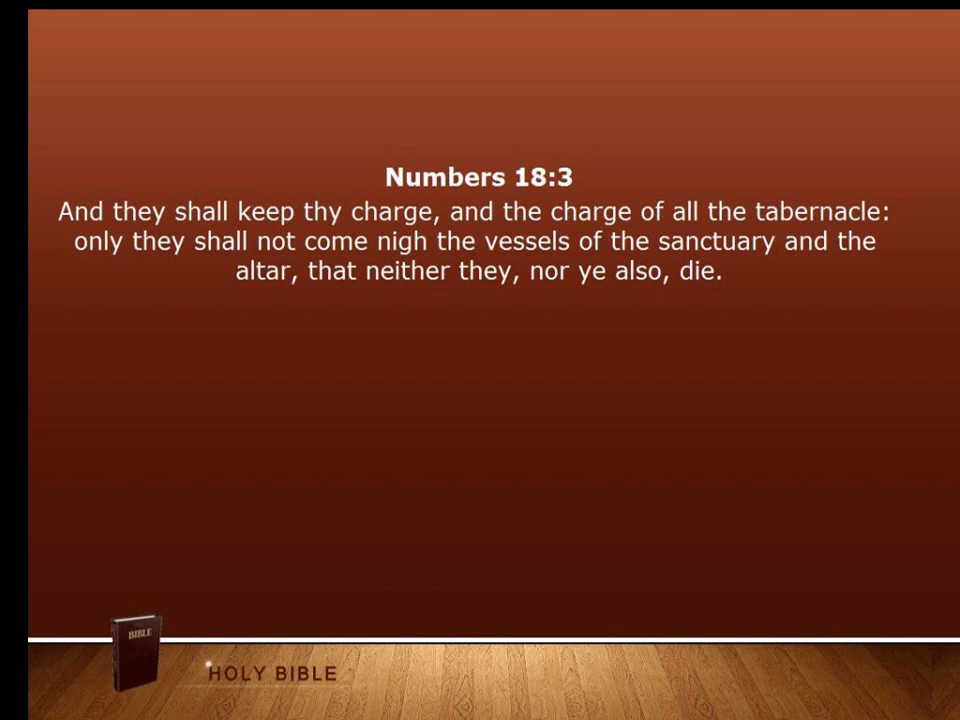 Numbers 18:3
And they shall keep thy charge, and the charge of all the tabernacle:
only they shall not come nigh the vessels of the sanctuary and the
altar, that neither they, nor ye also, die.
BIBLE
HOLY BIBLE